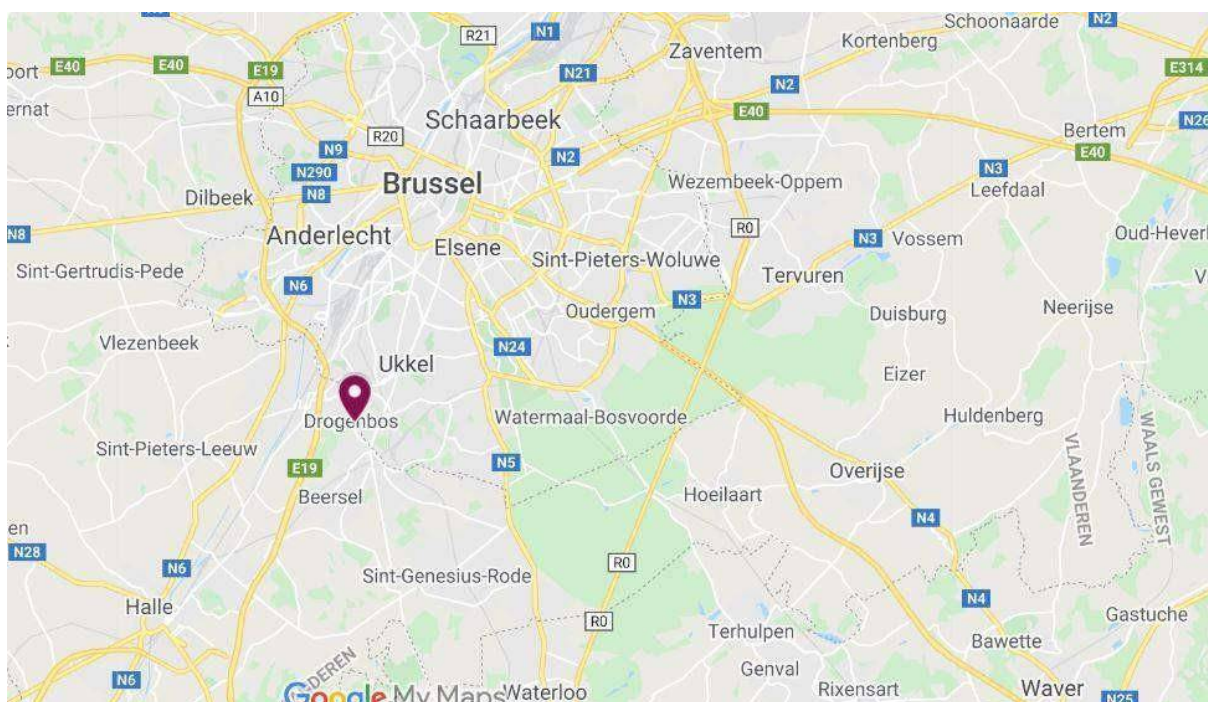 R21
N1
Schoonaarde
N2
Zaventem
Kortenberg
E40
E40
E19
N21
N2
E314
A10
ernat
E40
R20
Schaarbeek
Bertem
N26
N9
N2
E40
N290
N3
Wezembeek-Oppem
Leefdaal
Dilbeek
N8
Brussel
N8
Anderlecht
Elsene
R0
N3
Vossem
Sint-Gertrudis-Pede
Sint-Pieters-Woluwe
Tervuren
N6
N3
Oudergem
Duisburg
Neerijse
Vlezenbeek
N24
Ukkel
Eizer
Drogenbos
Watermaal-Bosvoorde
Huldenberg
Sint-Pieters-Leeuw
E19
N5
Overijse
VLAANDEREN
WAALS GEWEST
Beersel
Hoeilaart
N4
N28
N6
Sint-Genesius-Rode
R0
N4
Halle
R0
Terhulpen
Gastuche
Bawette
DEREN
Genval
N6
Google My Maps
Waterloo
Rixensart
Waver
N25